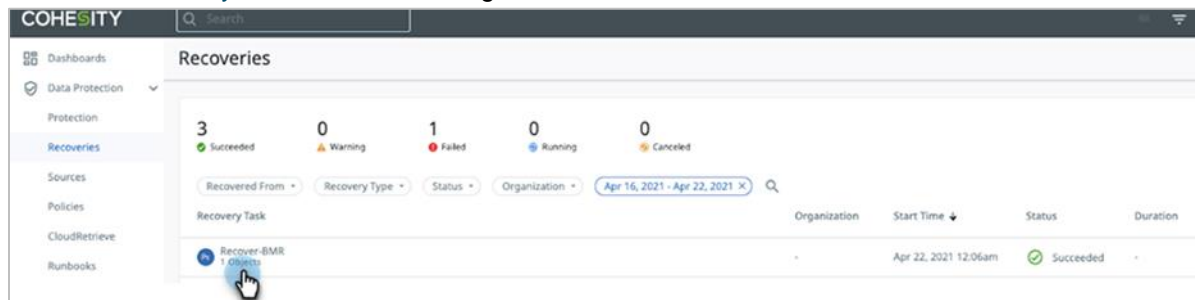 COHESITY
Search
Dashboards
Data Protection
Protection
Recoveries
Sources
Policies
CloudRetrieve
Runbooks
Recoveries
3 0 1 0 0
Succeeded Warning Failed Running Canceled
Recovered From Recovery Type Status Organization Apr 16, 2021 - Apr 22, 2021 ×
Recovery Task Organization Start Time Status Duration
Recover-BMR
1 Objects - Apr 22, 2021 12:06am Succeeded -